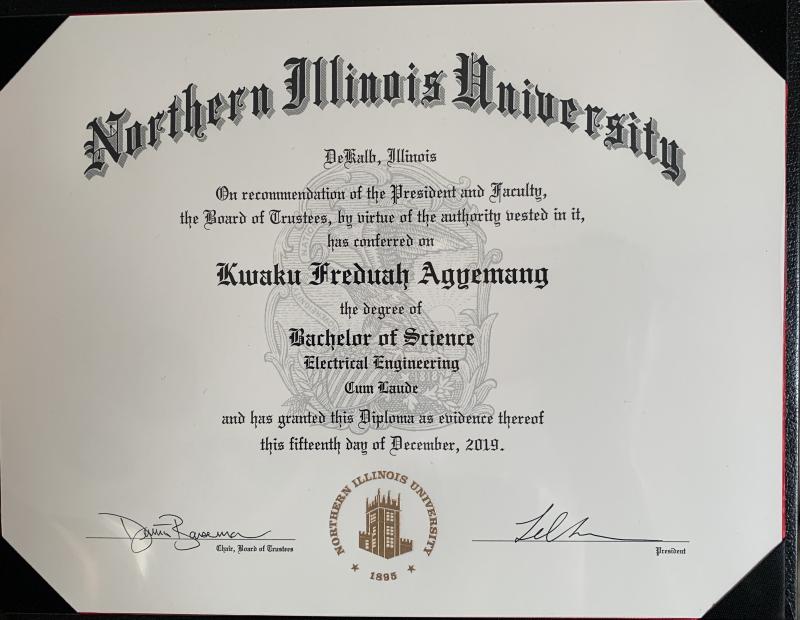 Northern Illinois University
DeKalb, Illinois
On recommendation of the President and Faculty,
the Board of Trustees, by virtue of the authority vested in it,
has conferred on
Kwaku Freduah Agyemang
the degree of
Bachelor of Science
Electrical Engineering
Cum Laude
and has granted this Diploma as evidence thereof
this fifteenth day of December, 2019.
NORTHERN ILLINOIS UNIVERSITY
1895
Chair, Board of Trustees
President